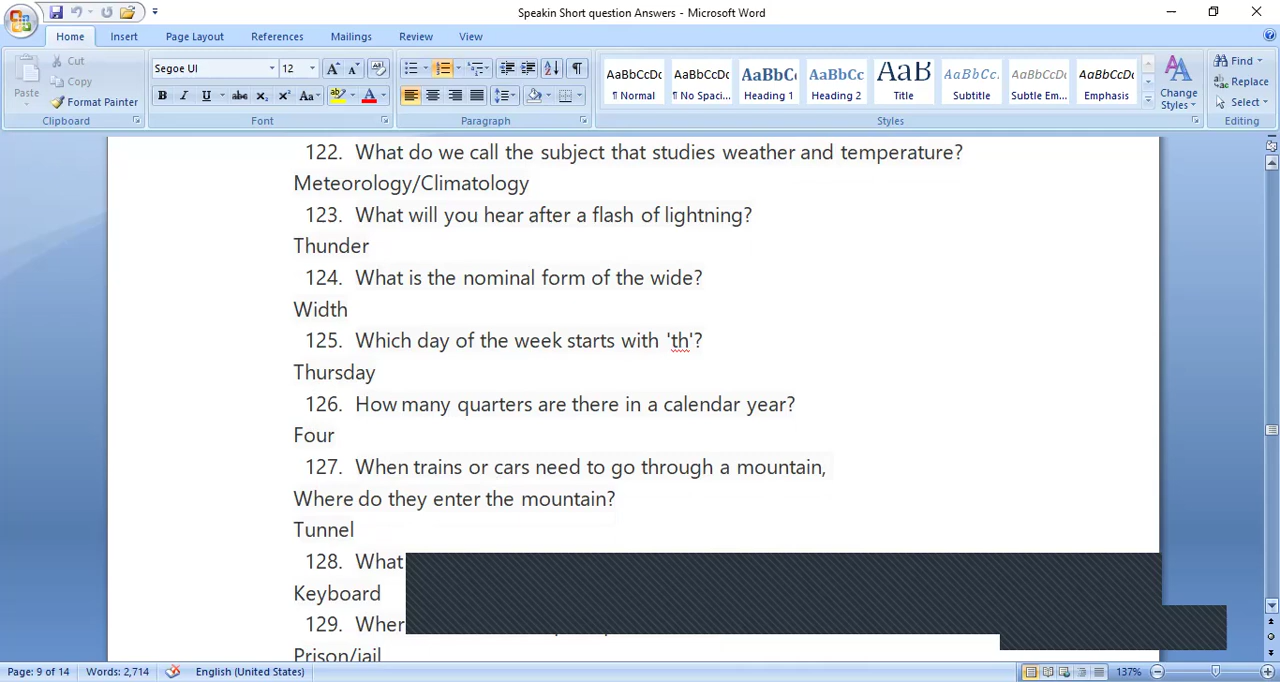 Speakin Short question Answers - Microsoft Word
Home Insert Page Layout References Mailings Review View
Paste
Cut
Copy
Format Painter
Clipboard
Segoe UI 12
B I U abc X₂ X² Aa
Font
Paragraph
AaBbCcDc AaBbCcDc AaBbC AaBbCc AaB AaBbCc. AaBbCcDc AaBbCcDc
¶ Normal ¶ No Spaci... Heading 1 Heading 2 Title Subtitle Subtle Em... Emphasis
Change Styles
Styles
Find
Replace
Select
Editing
122. What do we call the subject that studies weather and temperature?
Meteorology/Climatology
123. What will you hear after a flash of lightning?
Thunder
124. What is the nominal form of the wide?
Width
125. Which day of the week starts with 'th'?
Thursday
126. How many quarters are there in a calendar year?
Four
127. When trains or cars need to go through a mountain,
Where do they enter the mountain?
Tunnel
128. What
Keyboard
129. Wher
Prison/jail
Page: 9 of 14 Words: 2,714 English (United States) 137%